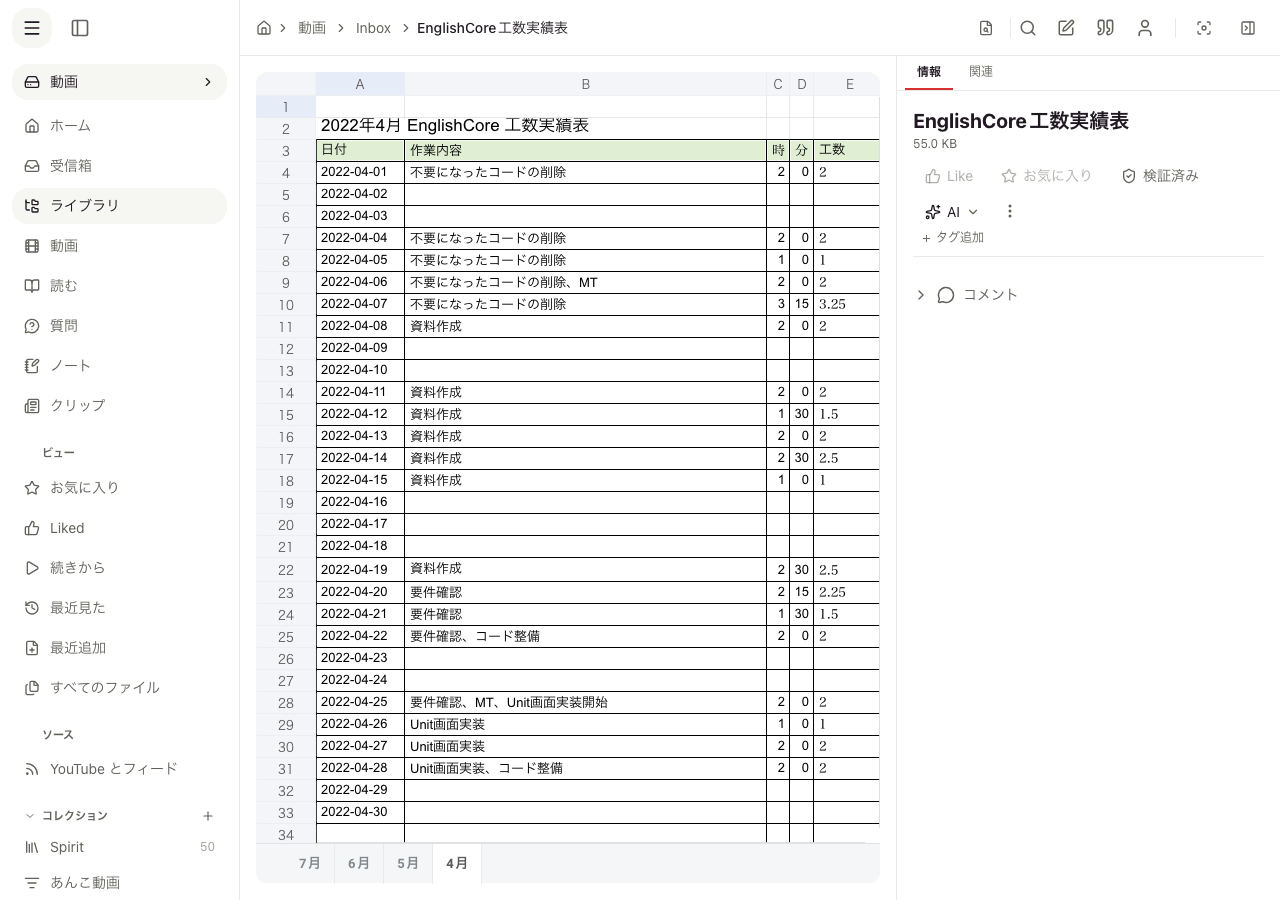 動画 > Inbox > EnglishCore工数実績表
動画
ホーム
受信箱
ライブラリ
動画
読む
質問
ノート
クリップ
ビュー
お気に入り
Liked
続きから
最近見た
最近追加
すべてのファイル
ソース
YouTube とフィード
コレクション +
Spirit 50
あんこ動画
A B C D E
1
2 2022年4月 EnglishCore 工数実績表
3 日付 作業内容 時 分 工数
4 2022-04-01 不要になったコードの削除 2 0 2
5 2022-04-02
6 2022-04-03
7 2022-04-04 不要になったコードの削除 2 0 2
8 2022-04-05 不要になったコードの削除 1 0 1
9 2022-04-06 不要になったコードの削除、MT 2 0 2
10 2022-04-07 不要になったコードの削除 3 15 3.25
11 2022-04-08 資料作成 2 0 2
12 2022-04-09
13 2022-04-10
14 2022-04-11 資料作成 2 0 2
15 2022-04-12 資料作成 1 30 1.5
16 2022-04-13 資料作成 2 0 2
17 2022-04-14 資料作成 2 30 2.5
18 2022-04-15 資料作成 1 0 1
19 2022-04-16
20 2022-04-17
21 2022-04-18
22 2022-04-19 資料作成 2 30 2.5
23 2022-04-20 要件確認 2 15 2.25
24 2022-04-21 要件確認 1 30 1.5
25 2022-04-22 要件確認、コード整備 2 0 2
26 2022-04-23
27 2022-04-24
28 2022-04-25 要件確認、MT、Unit画面実装開始 2 0 2
29 2022-04-26 Unit画面実装 1 0 1
30 2022-04-27 Unit画面実装 2 0 2
31 2022-04-28 Unit画面実装、コード整備 2 0 2
32 2022-04-29
33 2022-04-30
34
7月 6月 5月 4月
情報 関連
EnglishCore工数実績表
55.0 KB
Like お気に入り 検証済み
AI
+ タグ追加
コメント